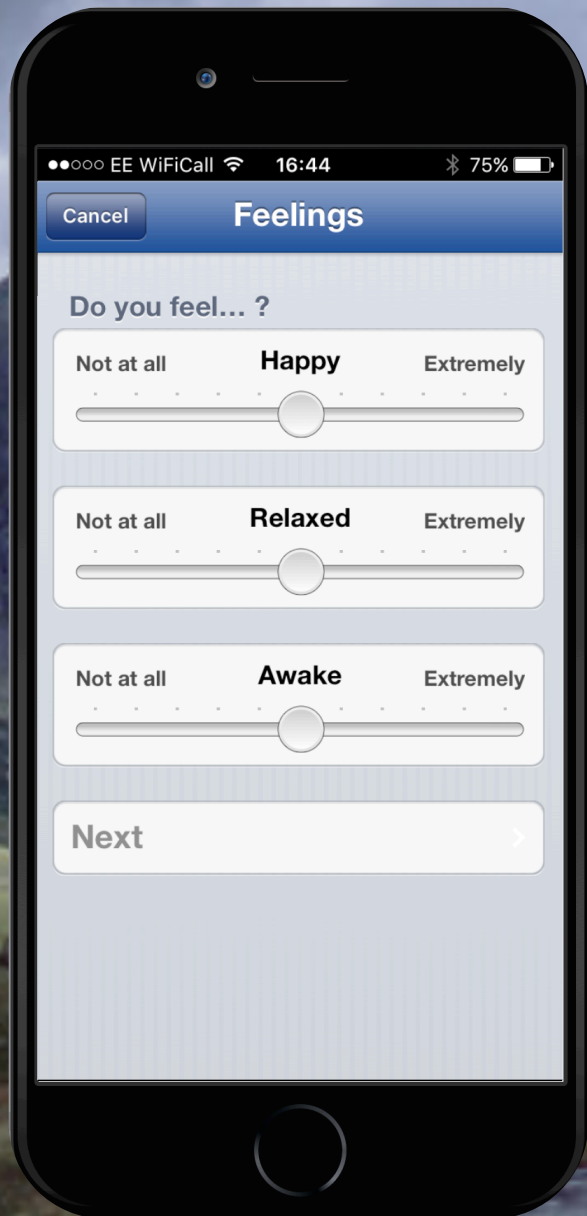 EE WiFiCall 16:44 75%
Cancel Feelings
Do you feel... ?
Not at all Happy Extremely
Not at all Relaxed Extremely
Not at all Awake Extremely
Next